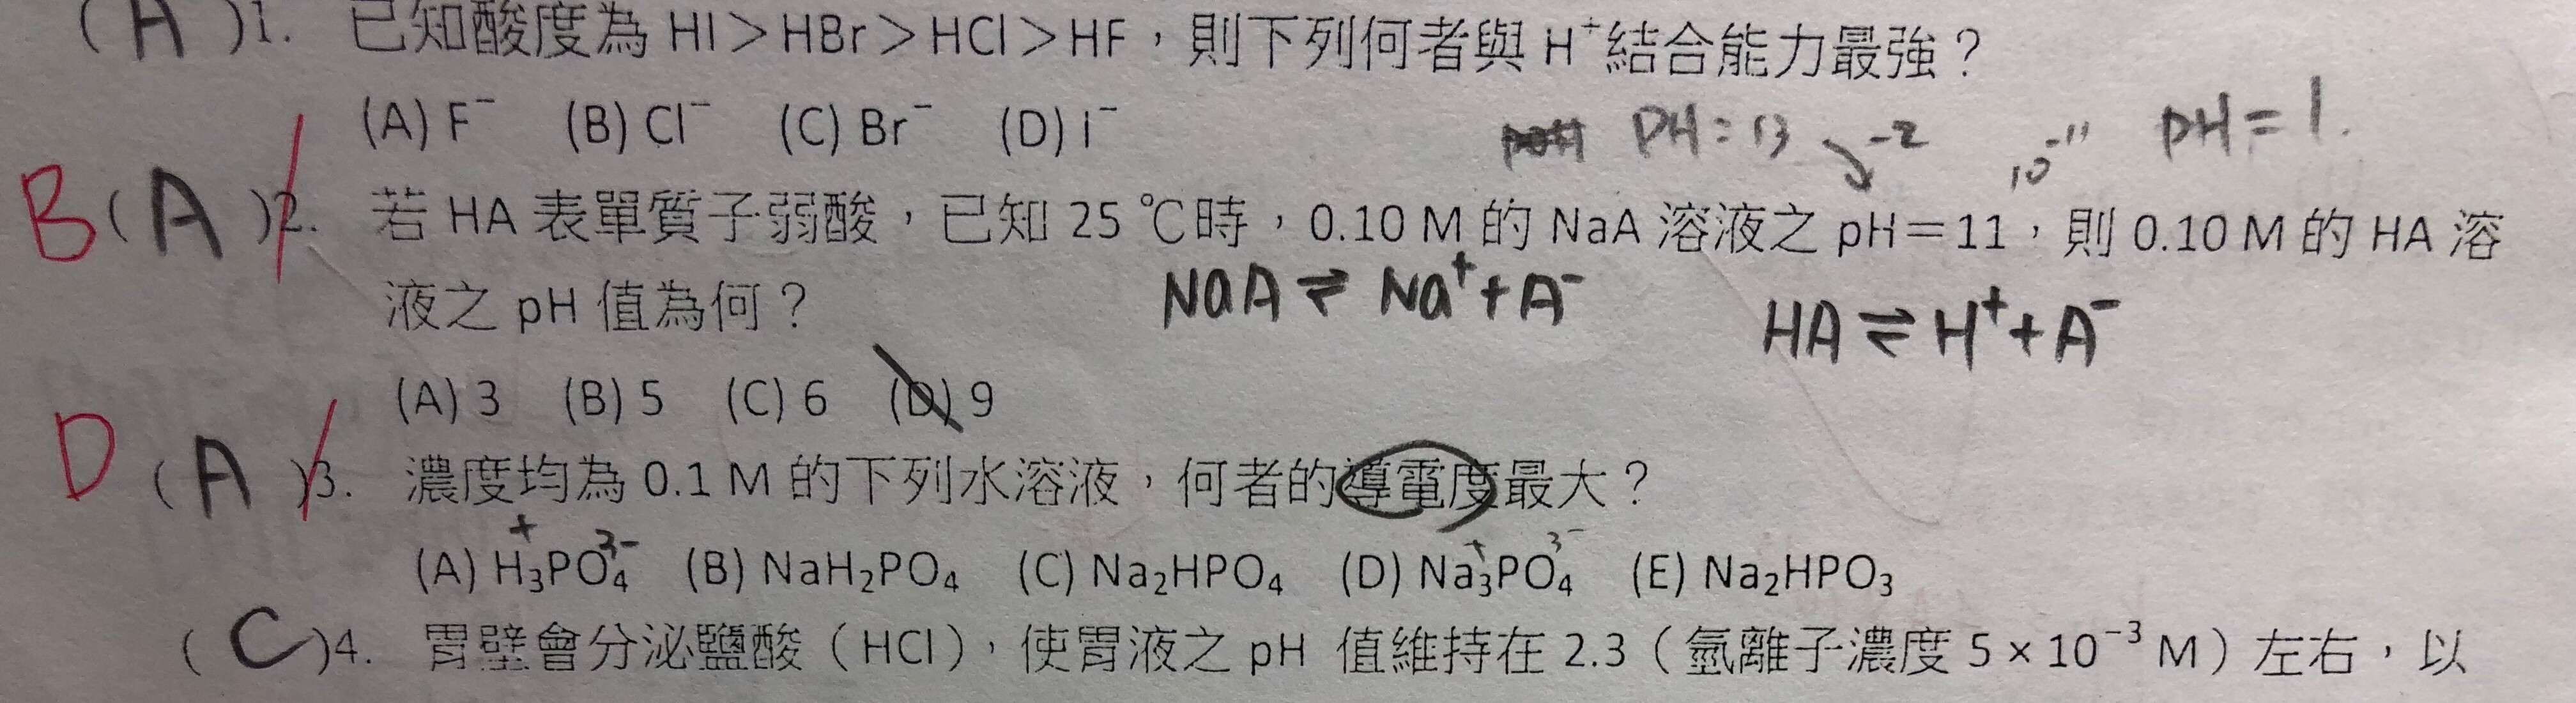 (A)1. 已知酸度為 HI＞HBr＞HCl＞HF，則下列何者與 H⁺結合能力最強？
(A) F⁻ (B) Cl⁻ (C) Br⁻ (D) I⁻
PH=13 -2 10⁻¹¹ PH=1.
B(A)2. 若 HA 表單質子弱酸，已知 25 ℃時，0.10 M 的 NaA 溶液之 pH＝11，則 0.10 M 的 HA 溶
液之 pH 值為何？ NaA⇌Na⁺+A⁻ HA⇌H⁺+A⁻
(A) 3 (B) 5 (C) 6 (D) 9
D(A)3. 濃度均為 0.1 M 的下列水溶液，何者的導電度最大？
+ 3- + 3-
(A) H₃PO₄ (B) NaH₂PO₄ (C) Na₂HPO₄ (D) Na₃PO₄ (E) Na₂HPO₃
(C)4. 胃壁會分泌鹽酸（HCl），使胃液之 pH 值維持在 2.3（氫離子濃度 5 × 10⁻³ M）左右，以